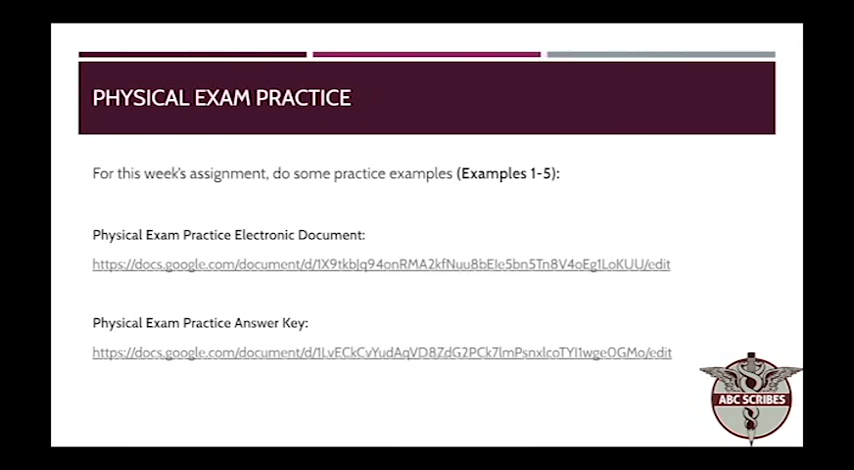 PHYSICAL EXAM PRACTICE
For this week's assignment, do some practice examples (Examples 1-5):
Physical Exam Practice Electronic Document:
https://docs.google.com/document/d/1X9tkbJq94onRMA2kfNuu8bEIe5bn5Tn8V4oEg1LoKUU/edit
Physical Exam Practice Answer Key:
https://docs.google.com/document/d/1LvECkCvYudAqVD8ZdG2PCk7lmPsnxlcoTYI1wge0GMo/edit
ABC SCRIBES